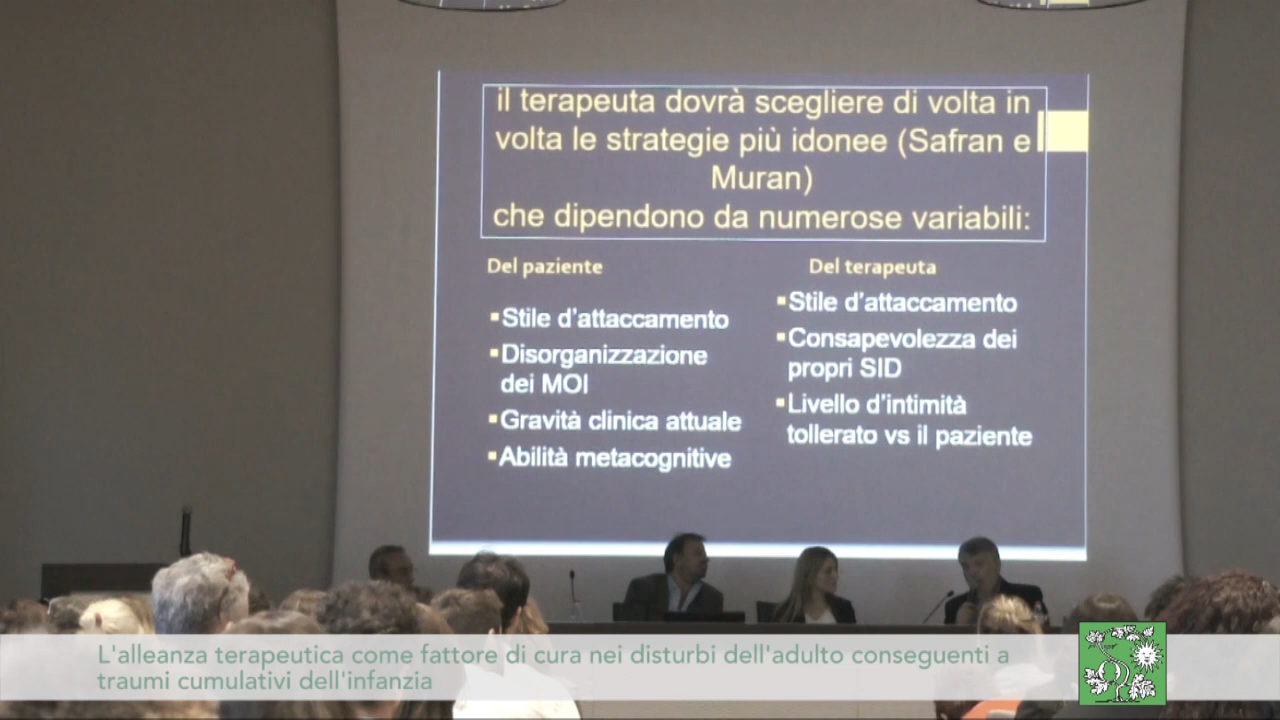 il terapeuta dovrà scegliere di volta in
volta le strategie più idonee (Safran e
Muran)
che dipendono da numerose variabili:
Del paziente
▪Stile d'attaccamento
▪Disorganizzazione
dei MOI
▪Gravità clinica attuale
▪Abilità metacognitive
Del terapeuta
▪Stile d'attaccamento
▪Consapevolezza dei
propri SID
▪Livello d'intimità
tollerato vs il paziente
L'alleanza terapeutica come fattore di cura nei disturbi dell'adulto conseguenti a
traumi cumulativi dell'infanzia